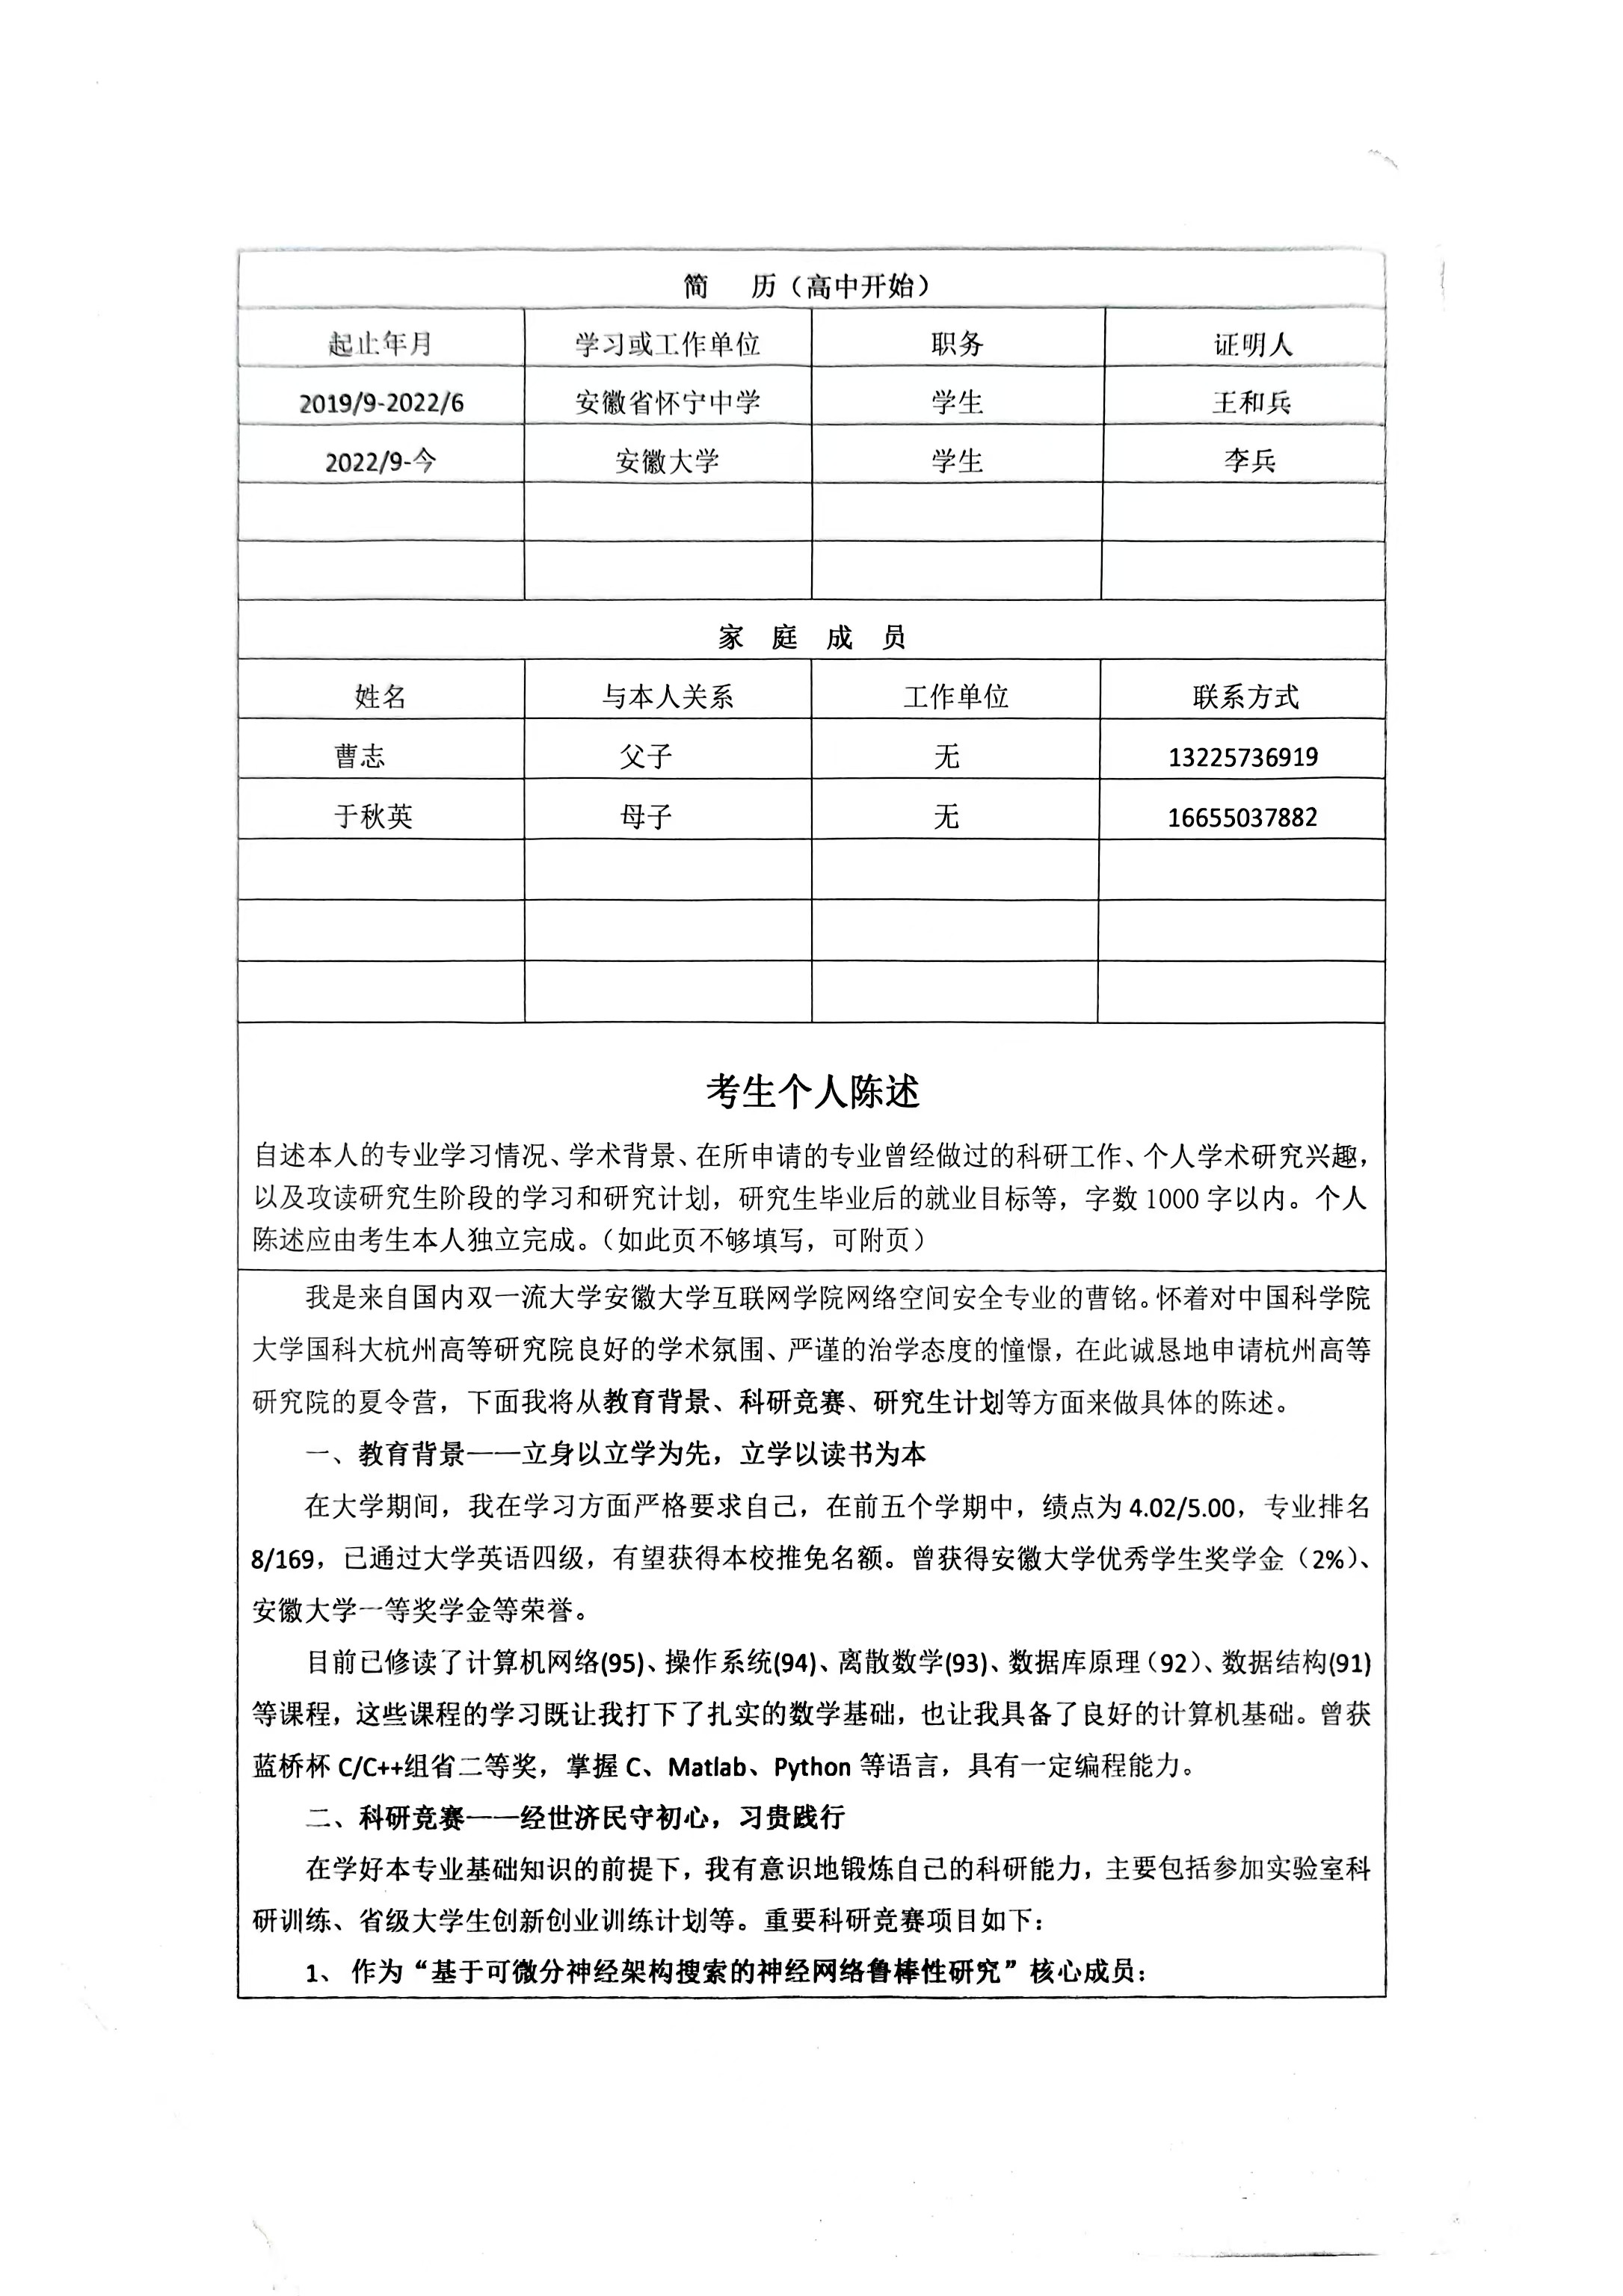 简 历（高中开始）
起止年月 学习或工作单位 职务 证明人
2019/9-2022/6 安徽省怀宁中学 学生 王和兵
2022/9-今 安徽大学 学生 李兵
家 庭 成 员
姓名 与本人关系 工作单位 联系方式
曹志 父子 无 13225736919
于秋英 母子 无 16655037882
考生个人陈述
自述本人的专业学习情况、学术背景、在所申请的专业曾经做过的科研工作、个人学术研究兴趣，
以及攻读研究生阶段的学习和研究计划，研究生毕业后的就业目标等，字数 1000 字以内。个人
陈述应由考生本人独立完成。（如此页不够填写，可附页）
我是来自国内双一流大学安徽大学互联网学院网络空间安全专业的曹铭。怀着对中国科学院
大学国科大杭州高等研究院良好的学术氛围、严谨的治学态度的憧憬，在此诚恳地申请杭州高等
研究院的夏令营，下面我将从教育背景、科研竞赛、研究生计划等方面来做具体的陈述。
一、教育背景——立身以立学为先，立学以读书为本
在大学期间，我在学习方面严格要求自己，在前五个学期中，绩点为 4.02/5.00，专业排名
8/169，已通过大学英语四级，有望获得本校推免名额。曾获得安徽大学优秀学生奖学金（2%）、
安徽大学一等奖学金等荣誉。
目前已修读了计算机网络(95)、操作系统(94)、离散数学(93)、数据库原理（92）、数据结构(91)
等课程，这些课程的学习既让我打下了扎实的数学基础，也让我具备了良好的计算机基础。曾获
蓝桥杯 C/C++组省二等奖，掌握 C、Matlab、Python 等语言，具有一定编程能力。
二、科研竞赛——经世济民守初心，习贵践行
在学好本专业基础知识的前提下，我有意识地锻炼自己的科研能力，主要包括参加实验室科
研训练、省级大学生创新创业训练计划等。重要科研竞赛项目如下：
1、 作为“基于可微分神经架构搜索的神经网络鲁棒性研究”核心成员：